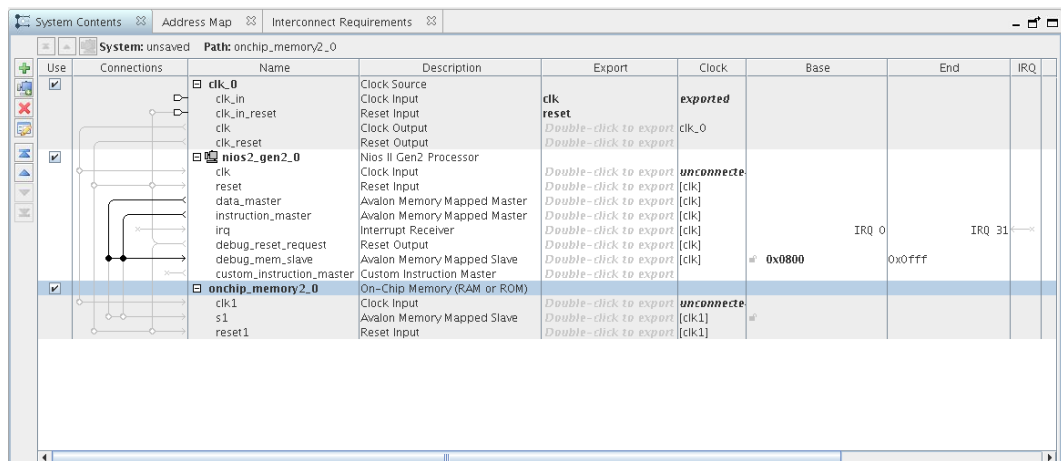 System Contents Address Map Interconnect Requirements
System: unsaved Path: onchip_memory2_0
Use Connections Name Description Export Clock Base End IRQ
clk_0 Clock Source
clk_in Clock Input clk exported
clk_in_reset Reset Input reset
clk Clock Output Double-click to export clk_0
clk_reset Reset Output Double-click to export
nios2_gen2_0 Nios II Gen2 Processor
clk Clock Input Double-click to export unconnecte
reset Reset Input Double-click to export [clk]
data_master Avalon Memory Mapped Master Double-click to export [clk]
instruction_master Avalon Memory Mapped Master Double-click to export [clk]
irq Interrupt Receiver Double-click to export [clk] IRQ 0 IRQ 31
debug_reset_request Reset Output Double-click to export [clk]
debug_mem_slave Avalon Memory Mapped Slave Double-click to export [clk] 0x0800 0x0fff
custom_instruction_master Custom Instruction Master Double-click to export
onchip_memory2_0 On-Chip Memory (RAM or ROM)
clk1 Clock Input Double-click to export unconnecte
s1 Avalon Memory Mapped Slave Double-click to export [clk1]
reset1 Reset Input Double-click to export [clk1]